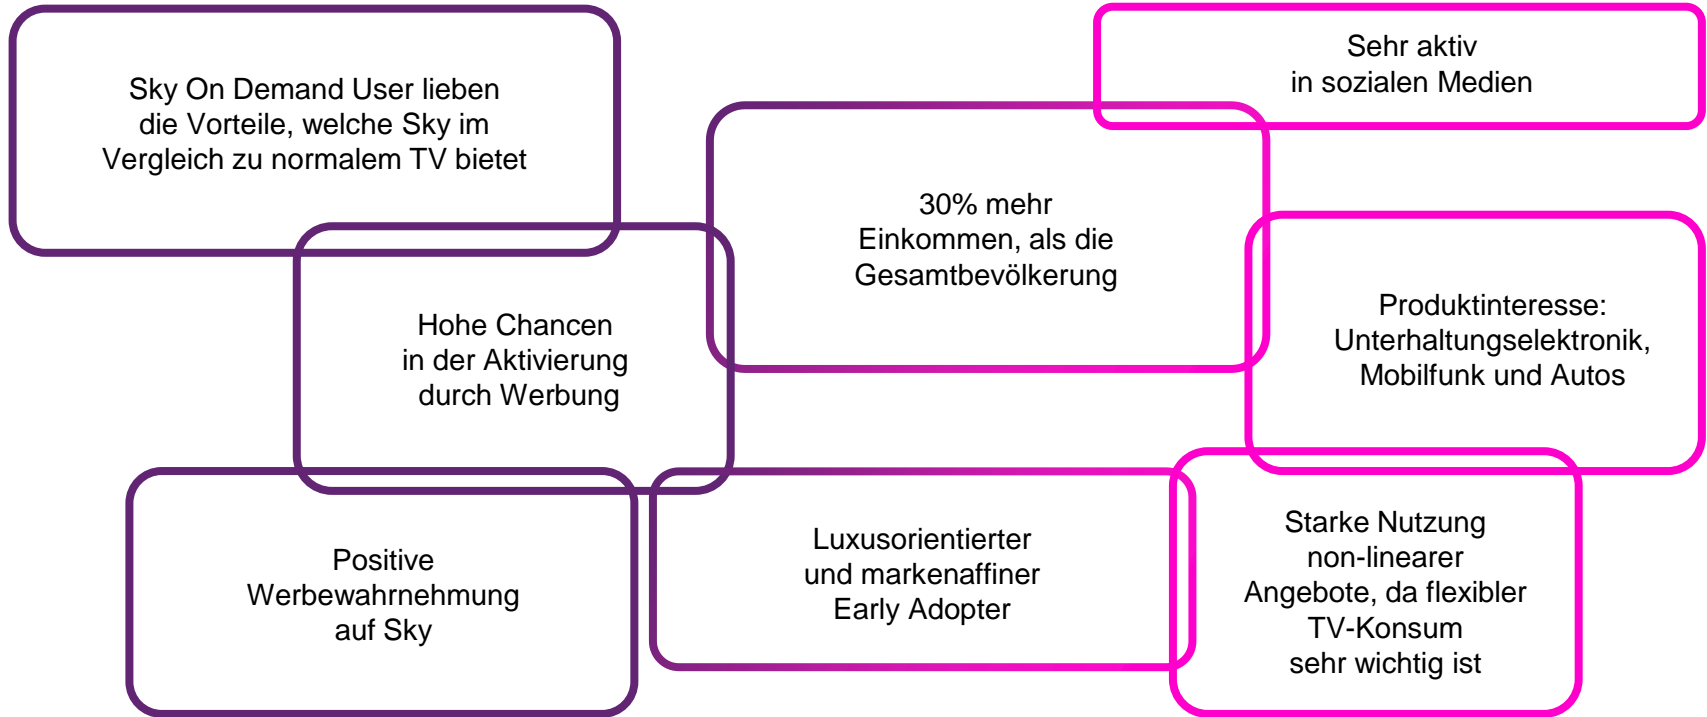 Sky On Demand User lieben
die Vorteile, welche Sky im
Vergleich zu normalem TV bietet
Sehr aktiv
in sozialen Medien
30% mehr
Einkommen, als die
Gesamtbevölkerung
Hohe Chancen
in der Aktivierung
durch Werbung
Produktinteresse:
Unterhaltungselektronik,
Mobilfunk und Autos
Positive
Werbewahrnehmung
auf Sky
Luxusorientierter
und markenaffiner
Early Adopter
Starke Nutzung
non-linearer
Angebote, da flexibler
TV-Konsum
sehr wichtig ist